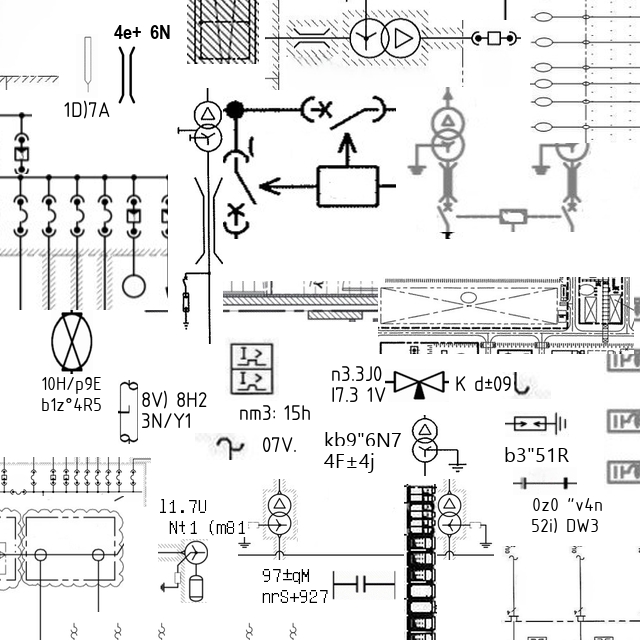 4e+ 6N
1D)7A
10H/p9E
b1z°4R5
8V) 8H2
3N/Y1
nm3: 15h
07V.
n3.3J0
I7.3 1V
K d±09
kb9"6N7
4F±4j
b3"51R
0z0 “v4n
52i) DW3
l1.7U
Nt1 (m81
97±qM
nrS+927